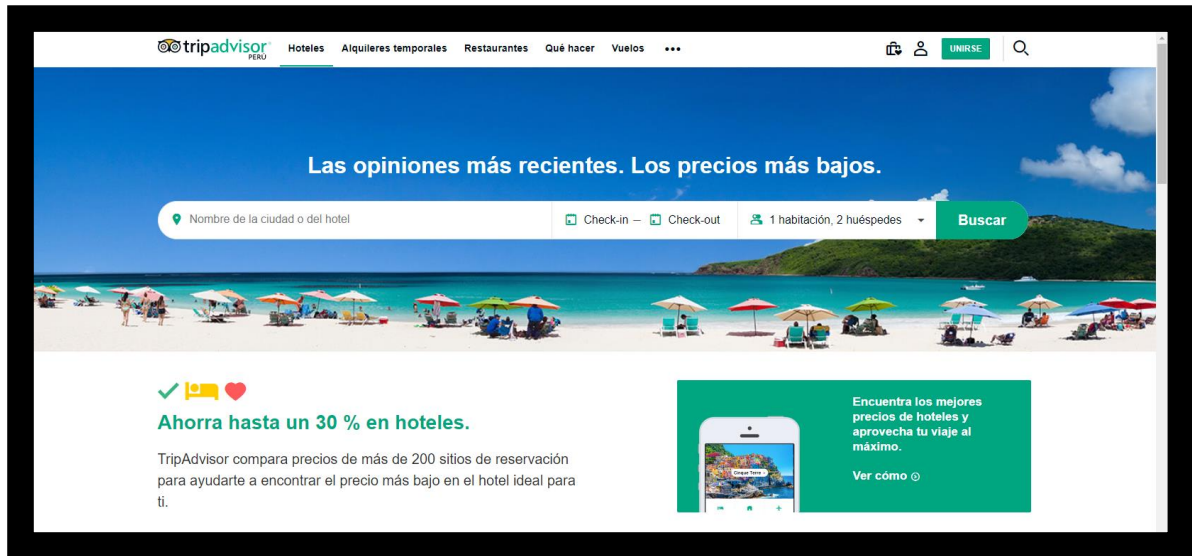 tripadvisor
PERÚ
Hoteles Alquileres temporales Restaurantes Qué hacer Vuelos
UNIRSE
Las opiniones más recientes. Los precios más bajos.
Nombre de la ciudad o del hotel
Check-in – Check-out
1 habitación, 2 huéspedes
Buscar
Ahorra hasta un 30 % en hoteles.
TripAdvisor compara precios de más de 200 sitios de reservación
para ayudarte a encontrar el precio más bajo en el hotel ideal para
ti.
Cinque Terre
Encuentra los mejores
precios de hoteles y
aprovecha tu viaje al
máximo.
Ver cómo